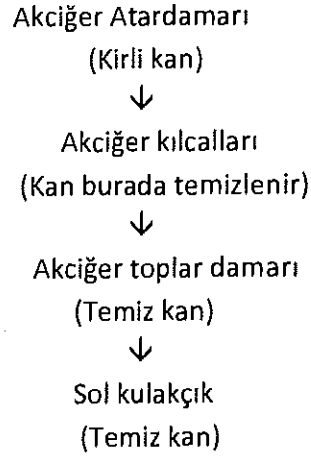 Akciğer Atardamarı
(Kirli kan)
↓
Akciğer kılcalları
(Kan burada temizlenir)
↓
Akciğer toplar damarı
(Temiz kan)
↓
Sol kulakçık
(Temiz kan)